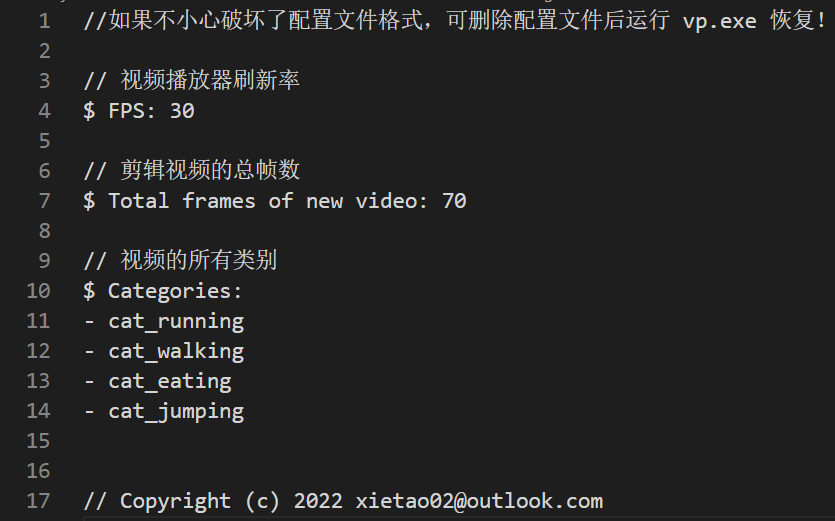 1 //如果不小心破坏了配置文件格式，可删除配置文件后运行 vp.exe 恢复!
2
3 // 视频播放器刷新率
4 $ FPS: 30
5
6 // 剪辑视频的总帧数
7 $ Total frames of new video: 70
8
9 // 视频的所有类别
10 $ Categories:
11 - cat_running
12 - cat_walking
13 - cat_eating
14 - cat_jumping
15
16
17 // Copyright (c) 2022 xietao02@outlook.com